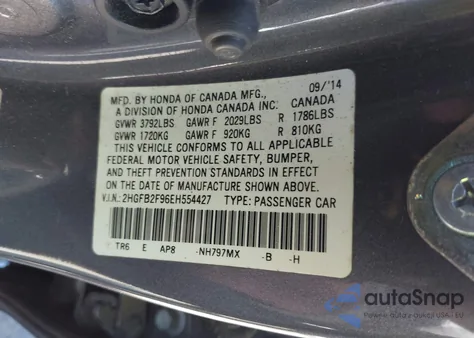 09/'14
MFD. BY HONDA OF CANADA MFG.,
A DIVISION OF HONDA CANADA INC. CANADA
GVWR 3792LBS GAWR F 2029LBS R 1786LBS
GVWR 1720KG GAWR F 920KG R 810KG
THIS VEHICLE CONFORMS TO ALL APPLICABLE
FEDERAL MOTOR VEHICLE SAFETY, BUMPER,
AND THEFT PREVENTION STANDARDS IN EFFECT
ON THE DATE OF MANUFACTURE SHOWN ABOVE.
V.I.N: 2HGFB2F96EH554427 TYPE: PASSENGER CAR
TR6 E AP8 -NH797MX -B -H
autoSnap